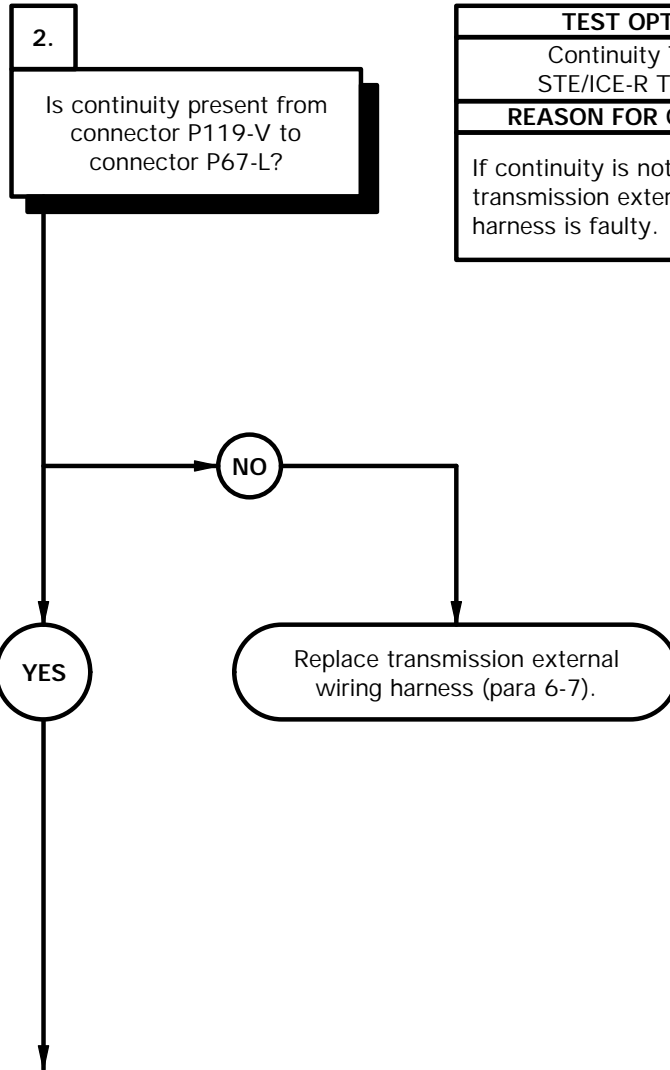 2.
Is continuity present from
connector P119-V to
connector P67-L?
TEST OPT
Continuity
STE/ICE-R T
REASON FOR
If continuity is not
transmission exter
harness is faulty.
NO
YES
Replace transmission external
wiring harness (para 6-7).